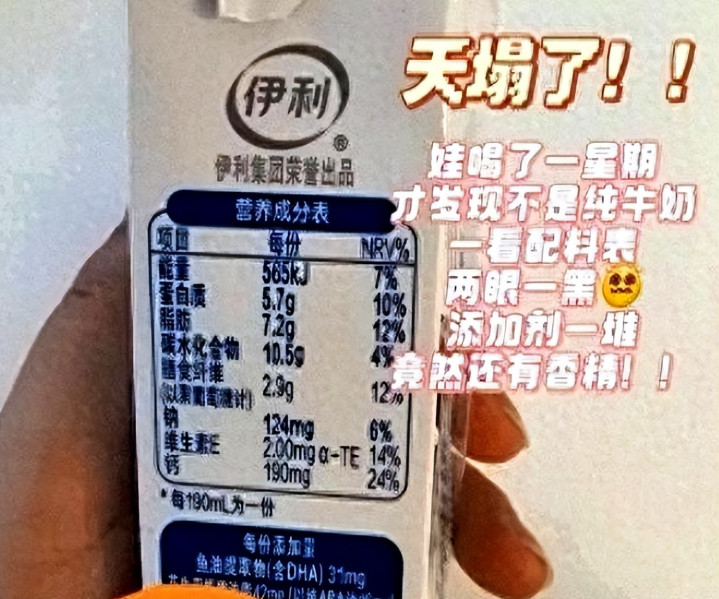 伊利
®
伊利集团荣誉出品
营养成分表
项目 每份 NRV%
能量 565kJ 7%
蛋白质 5.7g 10%
脂肪 7.2g 12%
碳水化合物 10.5g 4%
膳食纤维 2.9g 12%
(以聚葡萄糖计)
钠 124mg 6%
维生素E 2.00mg α-TE 14%
钙 190mg 24%
*每190mL为一份
每份添加量
鱼油提取物(含DHA) 31mg
天塌了！！
娃喝了一星期
才发现不是纯牛奶
一看配料表
两眼一黑
添加剂一堆
竟然还有香精！！